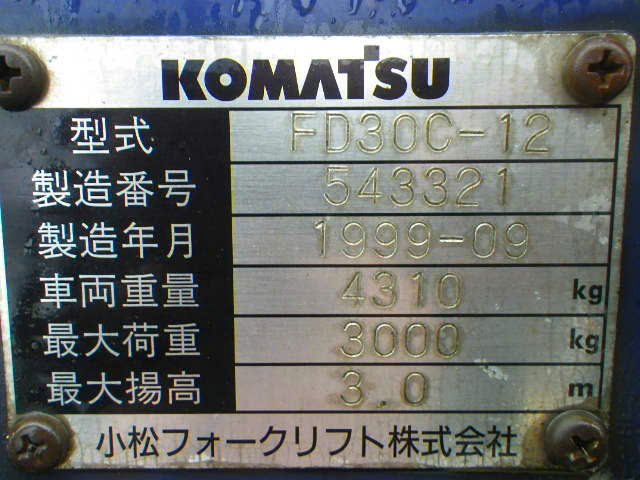 KOMATSU
型式 FD30C-12
製造番号 543321
製造年月 1999-09
車両重量 4310 kg
最大荷重 3000 kg
最大揚高 3.0 m
小松フォークリフト株式会社